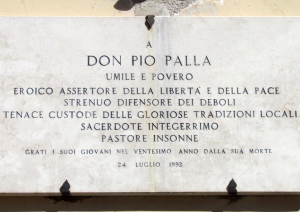 A
DON PIO PALLA
UMILE E POVERO
EROICO ASSERTORE DELLA LIBERTÀ E DELLA PACE
STRENUO DIFENSORE DEI DEBOLI
TENACE CUSTODE DELLE GLORIOSE TRADIZIONI LOCALI
SACERDOTE INTEGERRIMO
PASTORE INSONNE
GRATI I SUOI GIOVANI NEL VENTESIMO ANNO DALLA SUA MORTE
24 LUGLIO 1992